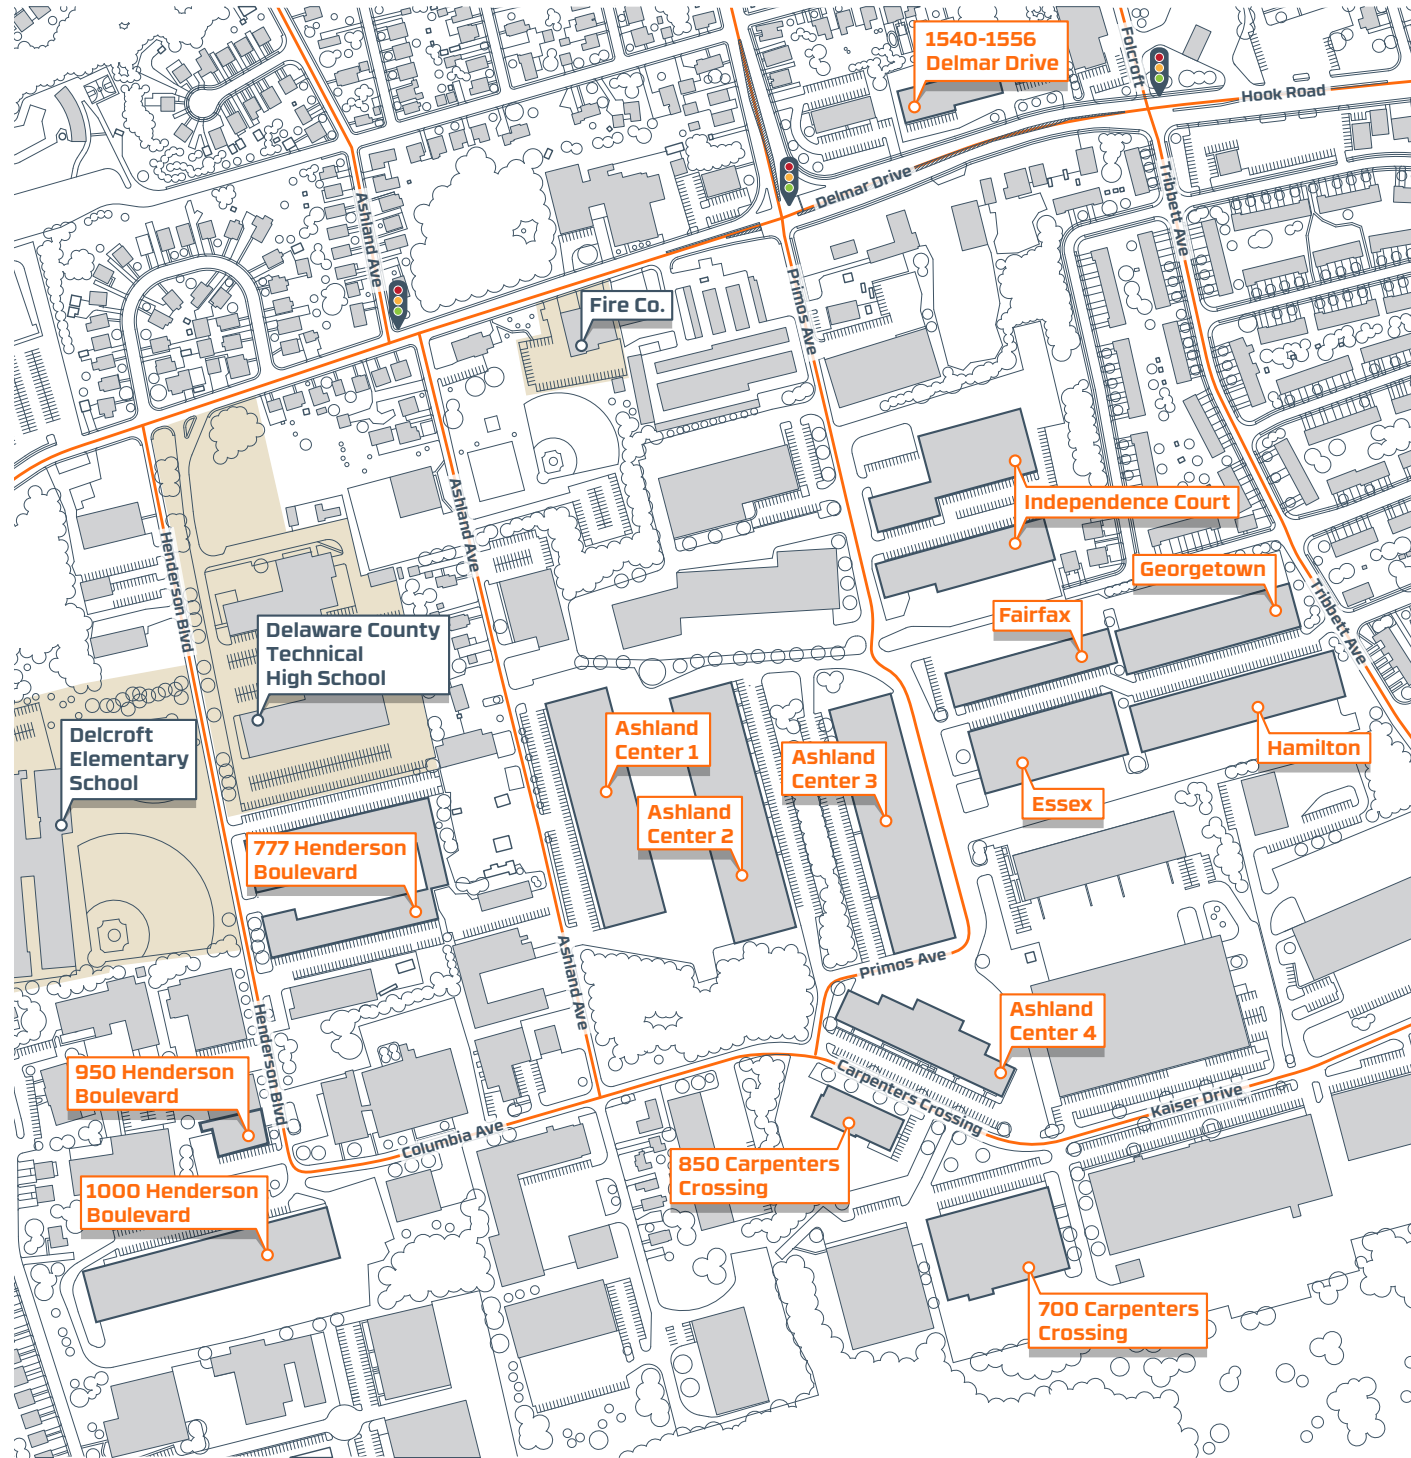 1540-1556
Delmar Drive
Folcroft
Hook Road
Delmar Drive
Tribbett Ave
Ashland Ave
Primos Ave
Fire Co.
Independence Court
Ashland Ave
Henderson Blvd
Georgetown
Fairfax
Tribbett Ave
Delaware County
Technical
High School
Delcroft
Elementary
School
Ashland
Center 1
Ashland
Center 2
Ashland
Center 3
Hamilton
Essex
777 Henderson
Boulevard
Ashland Ave
Primos Ave
Henderson Blvd
Ashland
Center 4
950 Henderson
Boulevard
Carpenters Crossing
Kaiser Drive
Columbia Ave
850 Carpenters
Crossing
1000 Henderson
Boulevard
700 Carpenters
Crossing